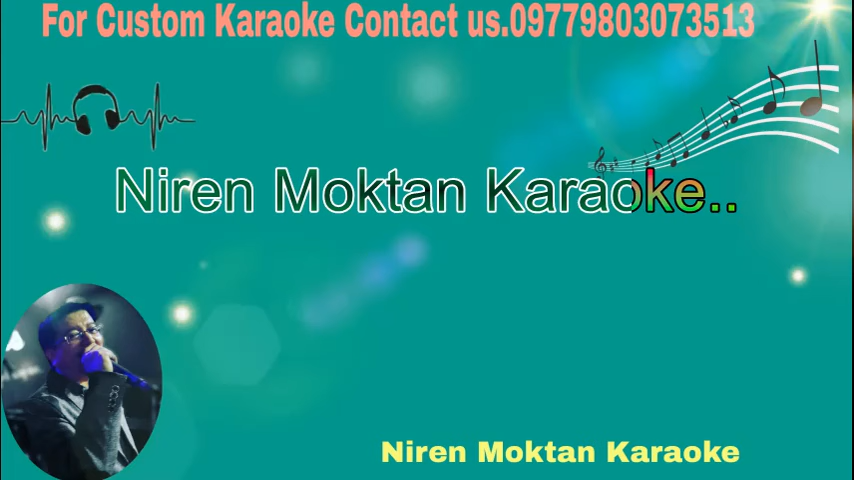 For Custom Karaoke Contact us.09779803073513
Niren Moktan Karaoke..
Niren Moktan Karaoke